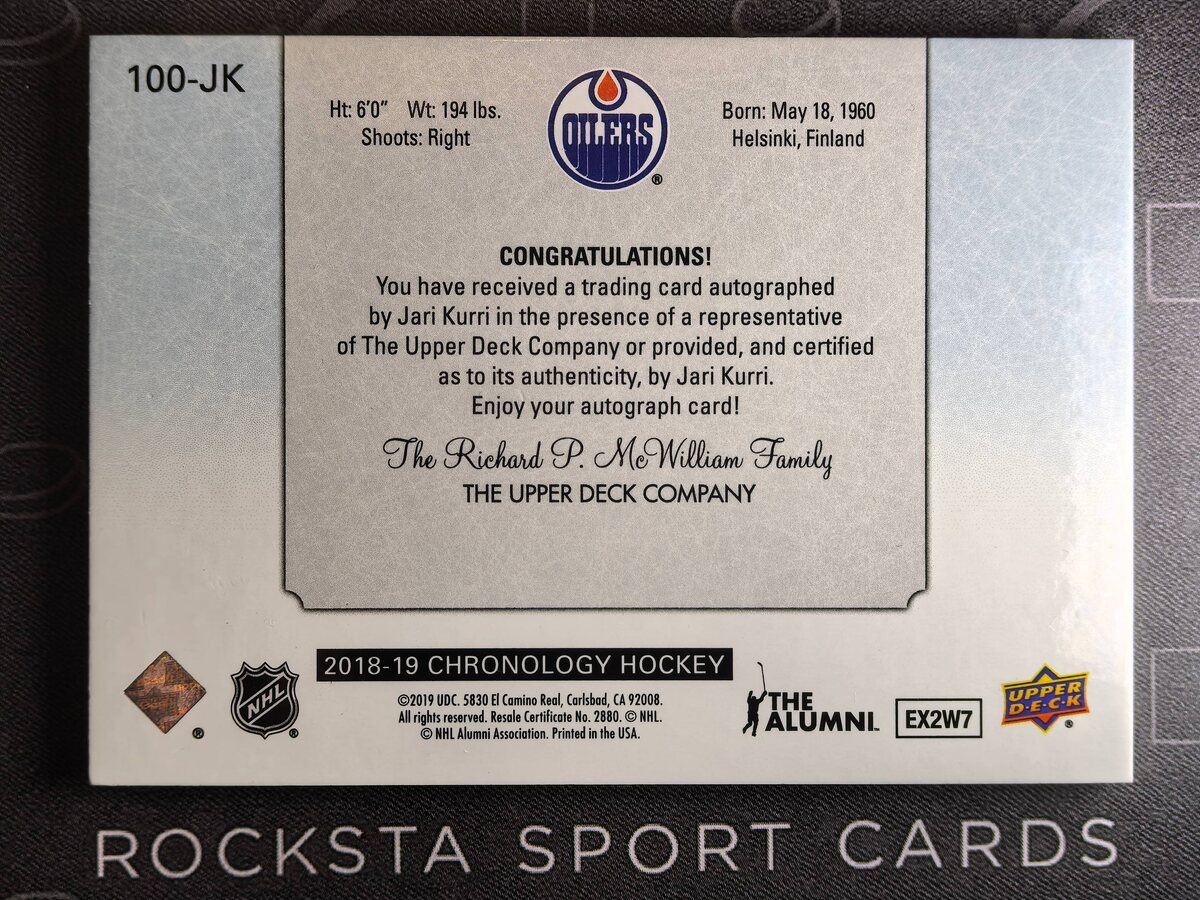 100-JK
Ht: 6'0" Wt: 194 lbs.
Shoots: Right
OILERS
®
Born: May 18, 1960
Helsinki, Finland
CONGRATULATIONS!
You have received a trading card autographed
by Jari Kurri in the presence of a representative
of The Upper Deck Company or provided, and certified
as to its authenticity, by Jari Kurri.
Enjoy your autograph card!
The Richard P. McWilliam Family
THE UPPER DECK COMPANY
®
NHL
®
2018-19 CHRONOLOGY HOCKEY
©2019 UDC. 5830 El Camino Real, Carlsbad, CA 92008.
All rights reserved. Resale Certificate No. 2880. © NHL.
© NHL Alumni Association. Printed in the USA.
THE
ALUMNI™
EX2W7
UPPER
D·E·C·K
®
ROCKSTA SPORT CARDS